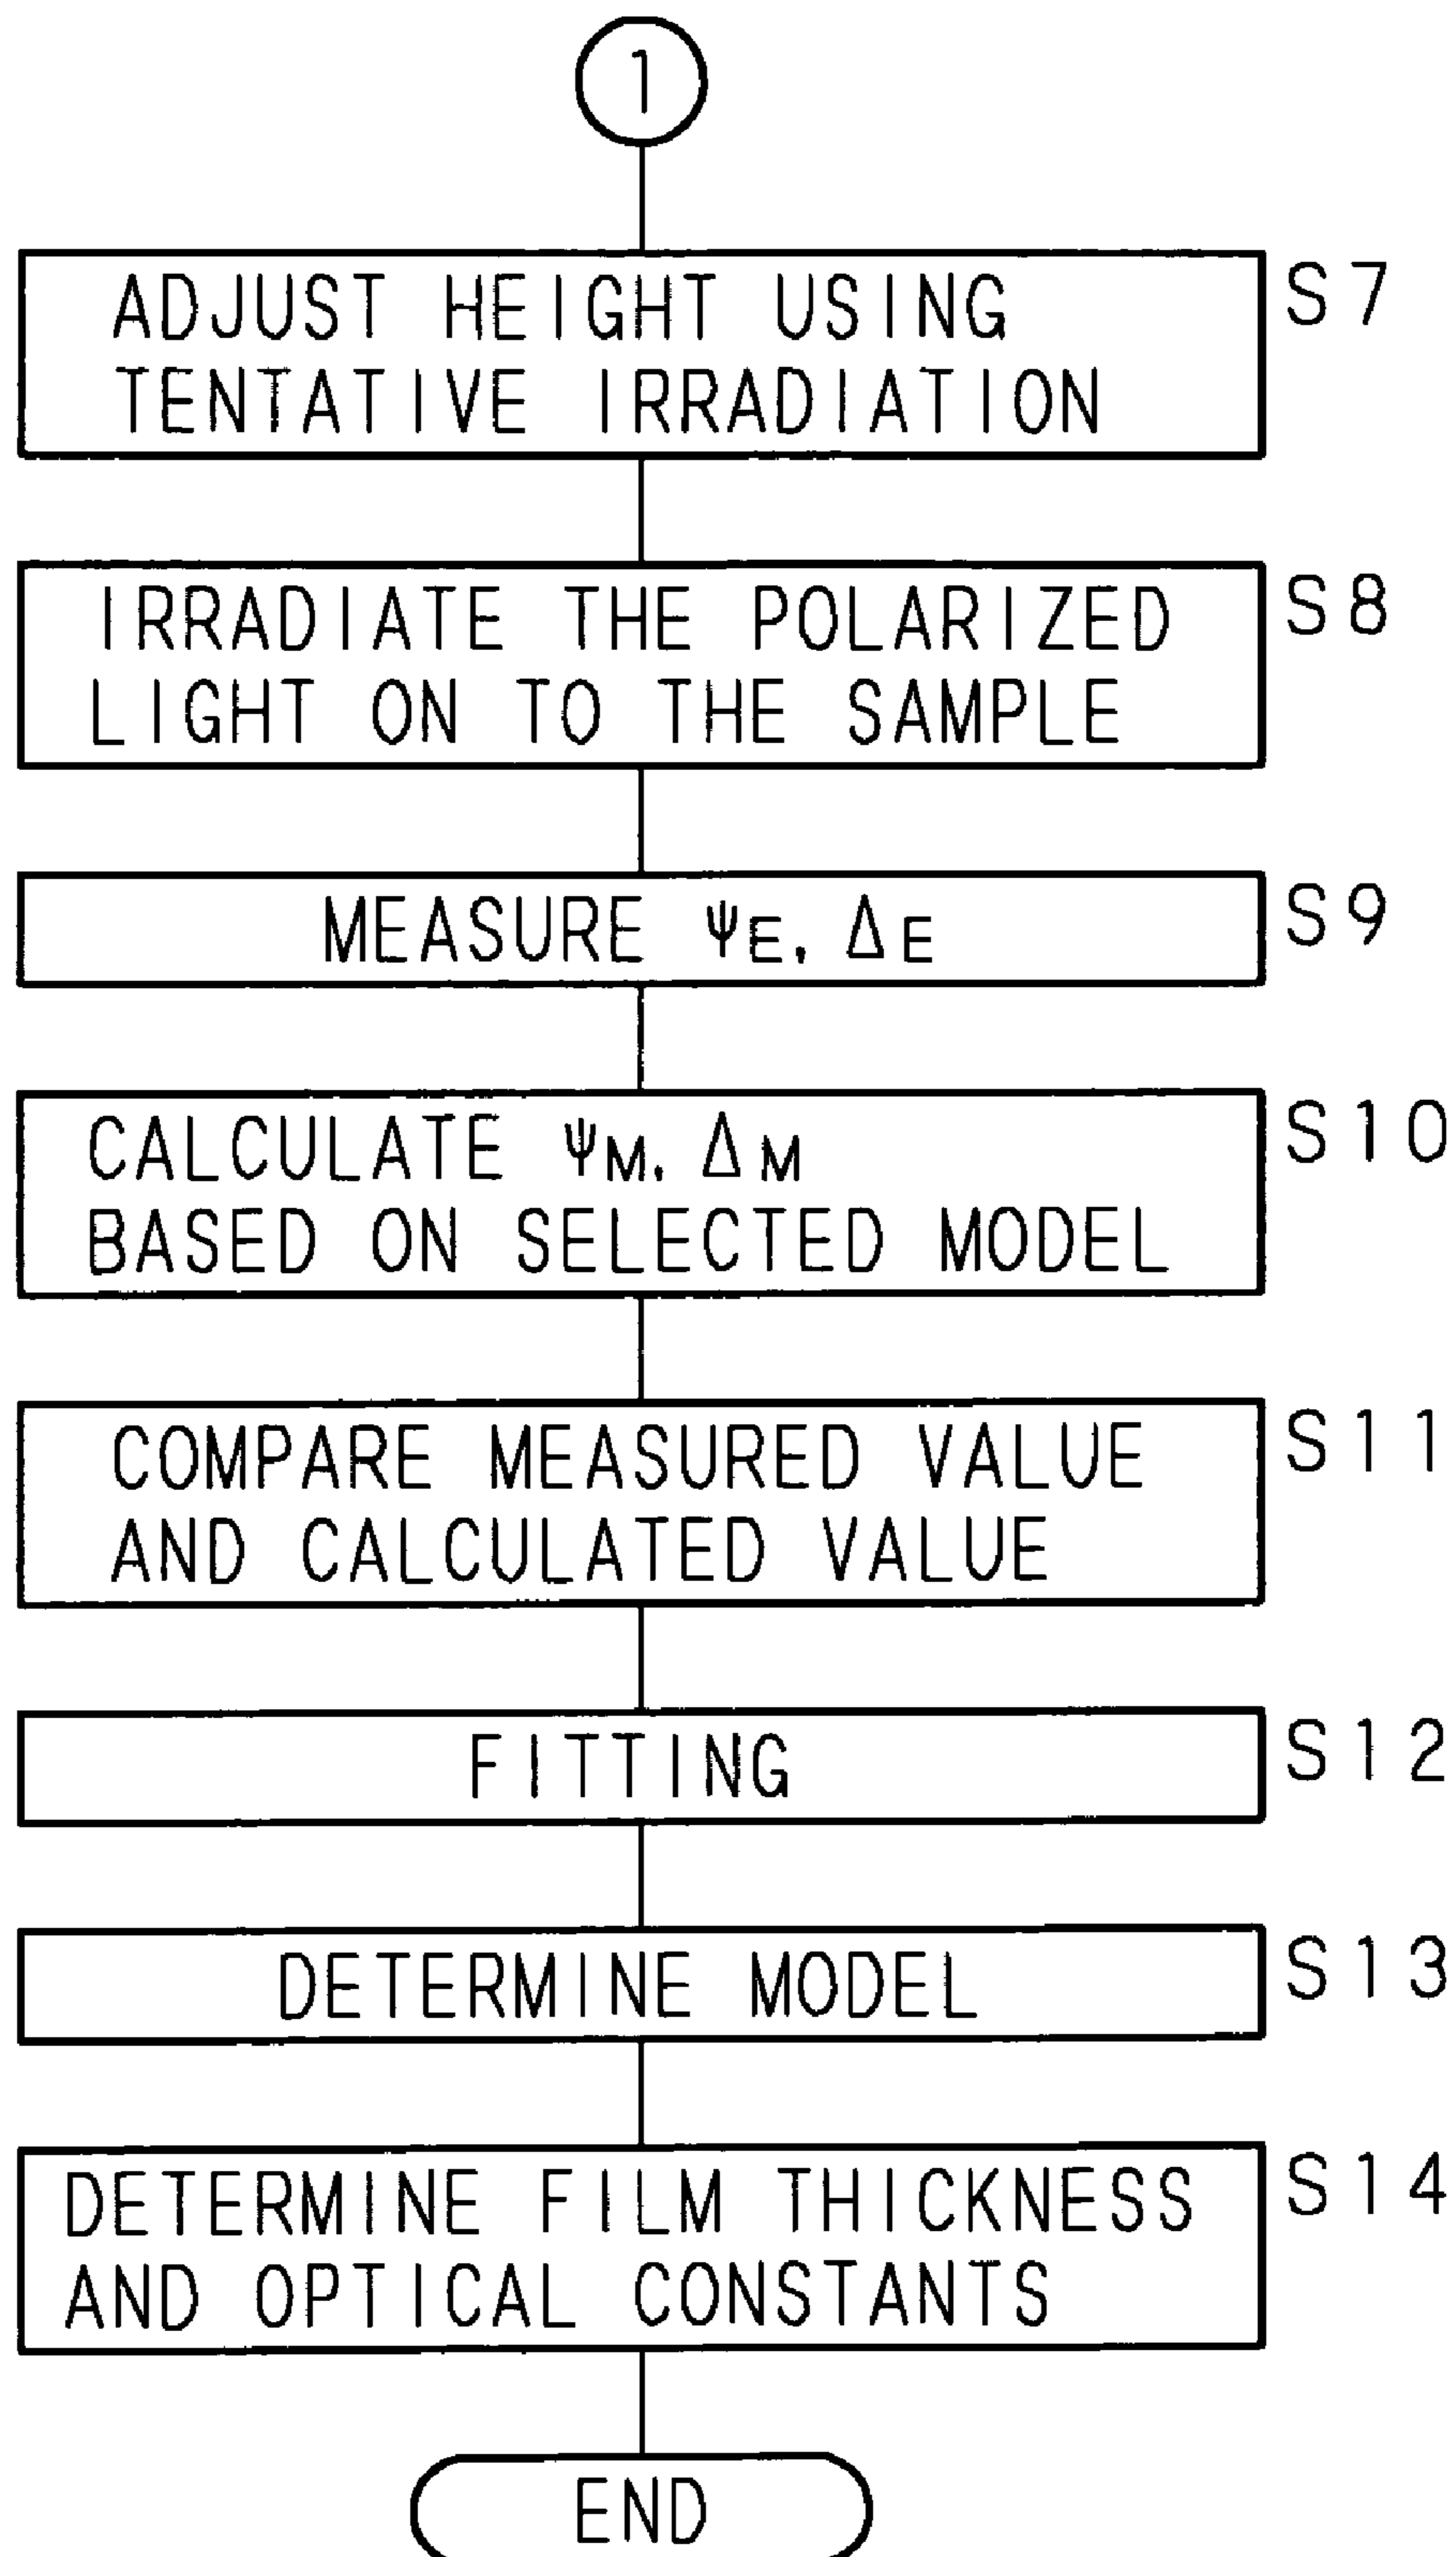 1
ADJUST HEIGHT USING
TENTATIVE IRRADIATION
S7
IRRADIATE THE POLARIZED
LIGHT ON TO THE SAMPLE
S8
MEASURE ΨE, ΔE
S9
CALCULATE ΨM, ΔM
BASED ON SELECTED MODEL
S10
COMPARE MEASURED VALUE
AND CALCULATED VALUE
S11
FITTING
S12
DETERMINE MODEL
S13
DETERMINE FILM THICKNESS
AND OPTICAL CONSTANTS
S14
END